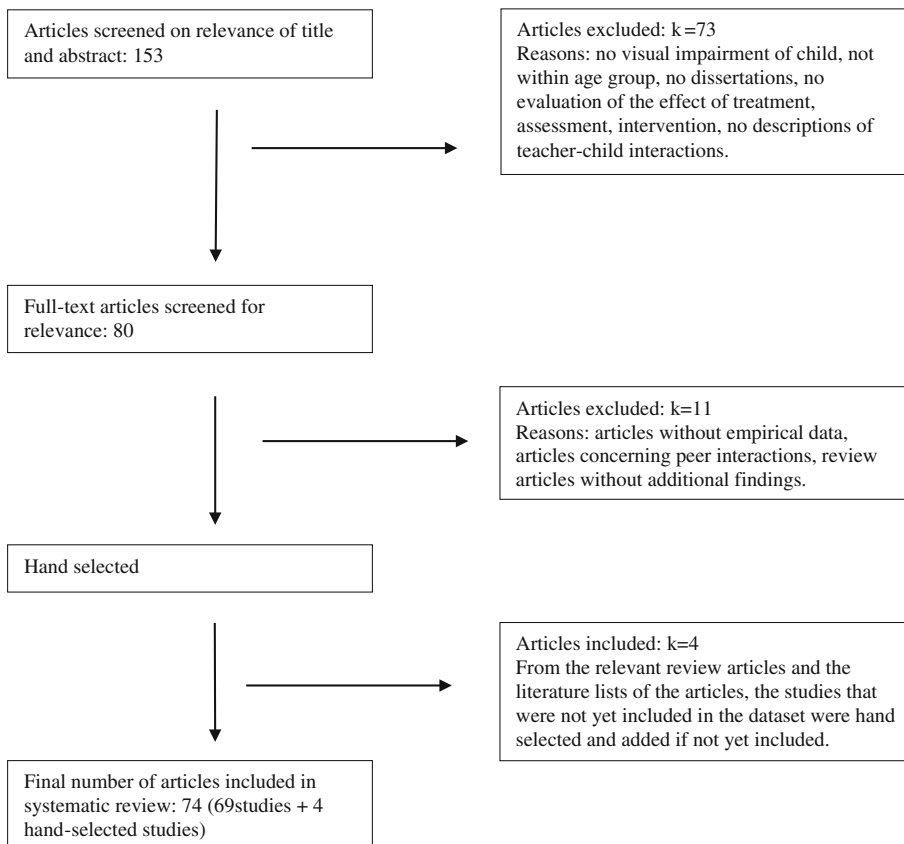 Articles screened on relevance of title
and abstract: 153
Articles excluded: k=73
Reasons: no visual impairment of child, not
within age group, no dissertations, no
evaluation of the effect of treatment,
assessment, intervention, no descriptions of
teacher-child interactions.
Full-text articles screened for
relevance: 80
Articles excluded: k=11
Reasons: articles without empirical data,
articles concerning peer interactions, review
articles without additional findings.
Hand selected
Articles included: k=4
From the relevant review articles and the
literature lists of the articles, the studies that
were not yet included in the dataset were hand
selected and added if not yet included.
Final number of articles included in
systematic review: 74 (69studies + 4
hand-selected studies)